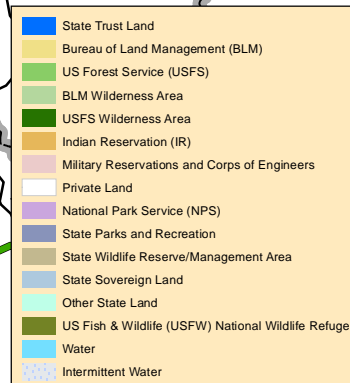 State Trust Land
Bureau of Land Management (BLM)
US Forest Service (USFS)
BLM Wilderness Area
USFS Wilderness Area
Indian Reservation (IR)
Military Reservations and Corps of Engineers
Private Land
National Park Service (NPS)
State Parks and Recreation
State Wildlife Reserve/Management Area
State Sovereign Land
Other State Land
US Fish & Wildlife (USFW) National Wildlife Refuge
Water
Intermittent Water